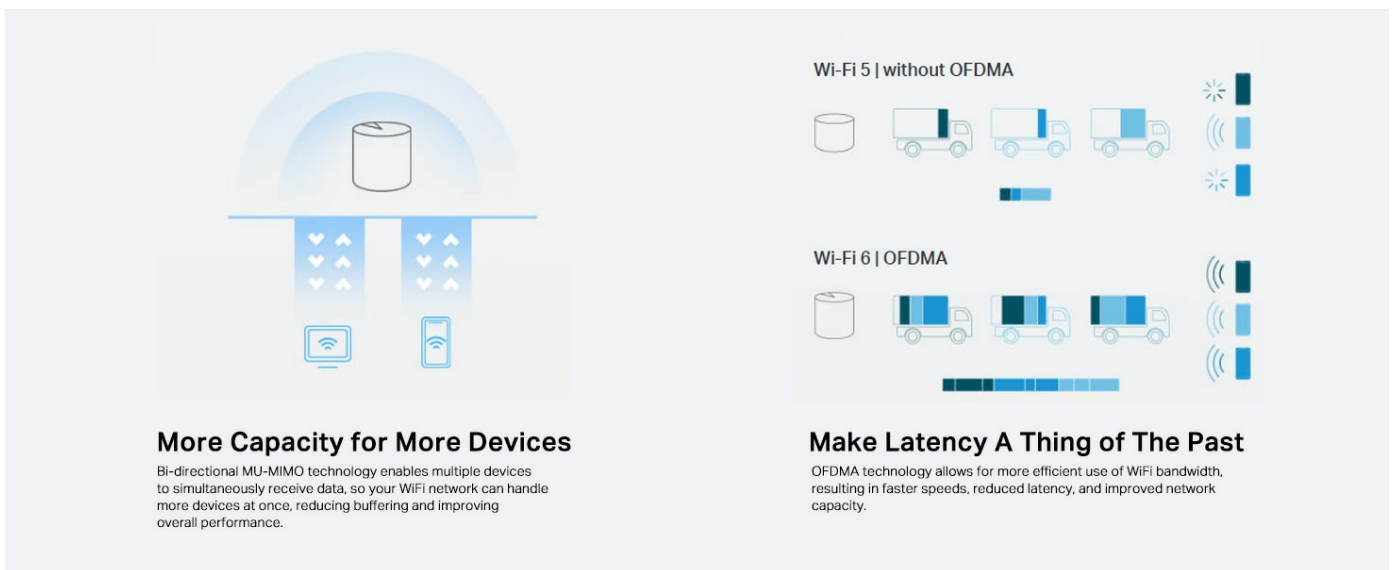 Wi-Fi 5 | without OFDMA
Wi-Fi 6 | OFDMA
More Capacity for More Devices
Bi-directional MU-MIMO technology enables multiple devices
to simultaneously receive data, so your WiFi network can handle
more devices at once, reducing buffering and improving
overall performance.
Make Latency A Thing of The Past
OFDMA technology allows for more efficient use of WiFi bandwidth,
resulting in faster speeds, reduced latency, and improved network
capacity.